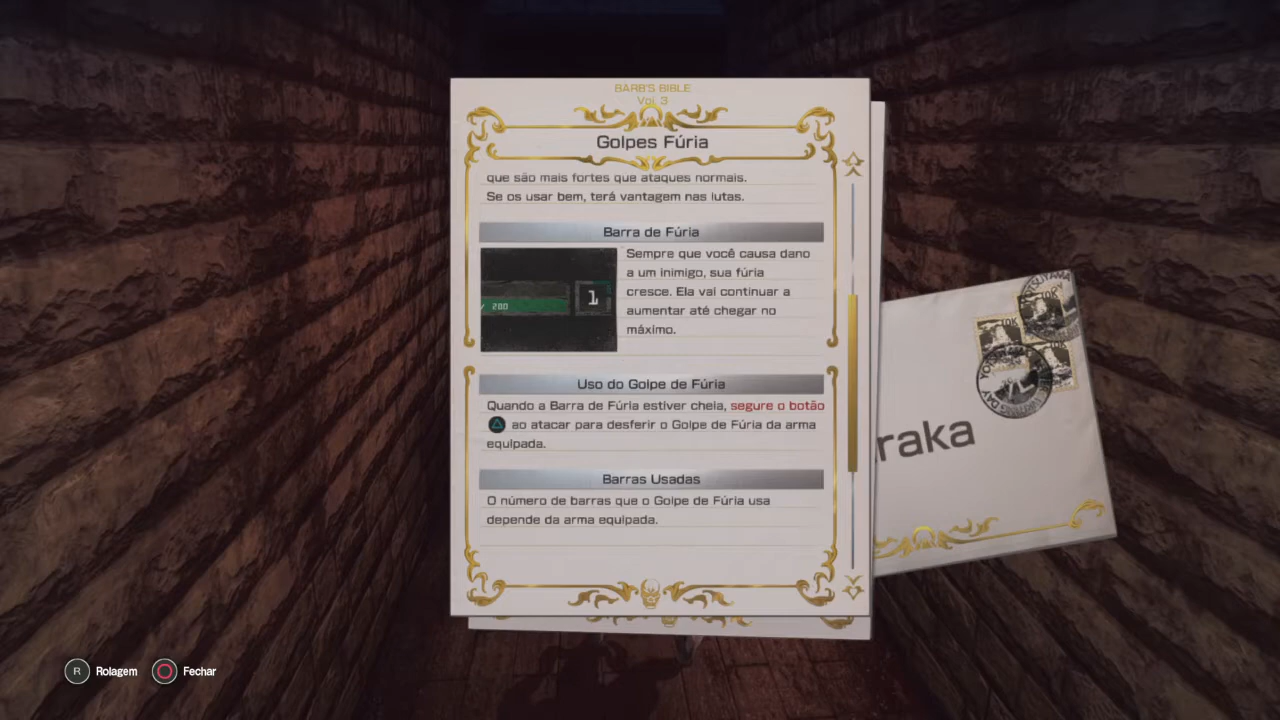 BARB'S BIBLE
Vol. 3
Golpes Fúria
que são mais fortes que ataques normais.
Se os usar bem, terá vantagem nas lutas.
Barra de Fúria
200
1
Sempre que você causa dano
a um inimigo, sua fúria
cresce. Ela vai continuar a
aumentar até chegar no
máximo.
Uso do Golpe de Fúria
Quando a Barra de Fúria estiver cheia, segure o botão
ao atacar para desferir o Golpe de Fúria da arma
equipada.
Barras Usadas
O número de barras que o Golpe de Fúria usa
depende da arma equipada.
raka
R Rolagem Fechar